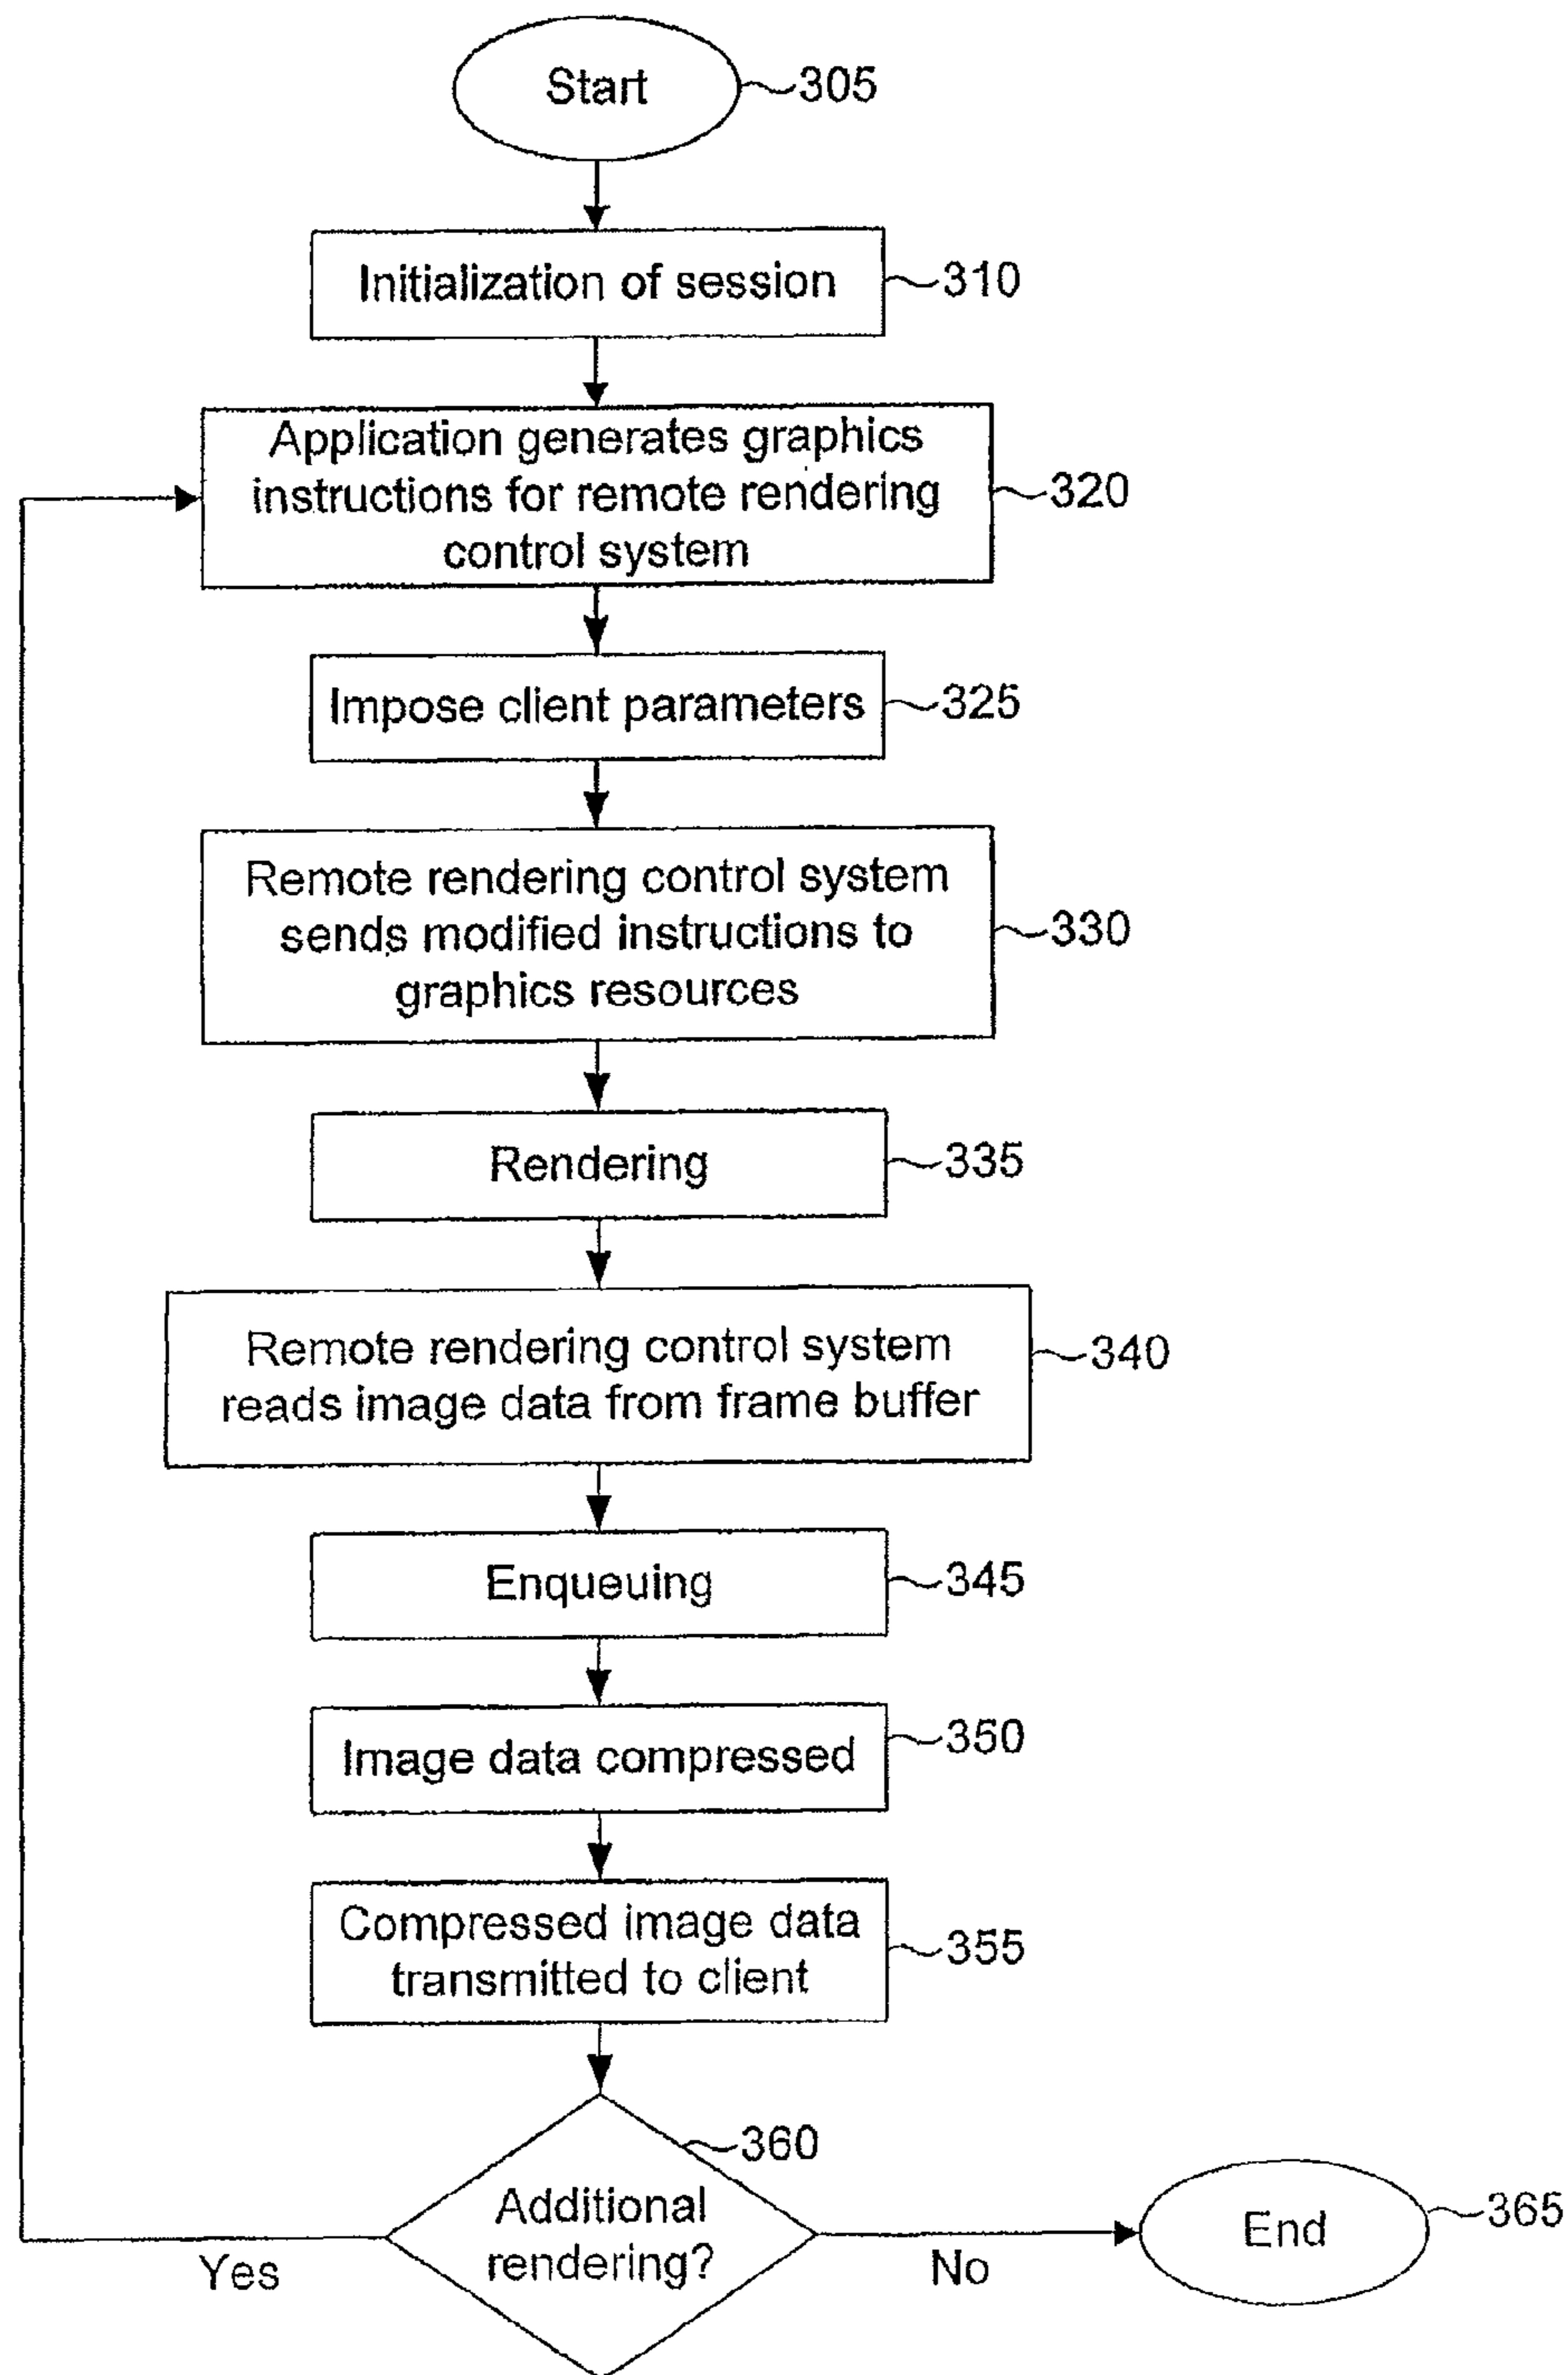 Start
305
Initialization of session
310
Application generates graphics
instructions for remote rendering
control system
320
Impose client parameters
325
Remote rendering control system
sends modified instructions to
graphics resources
330
Rendering
335
Remote rendering control system
reads image data from frame buffer
340
Enqueuing
345
Image data compressed
350
Compressed image data
transmitted to client
355
360
Additional
rendering?
Yes
No
End
365